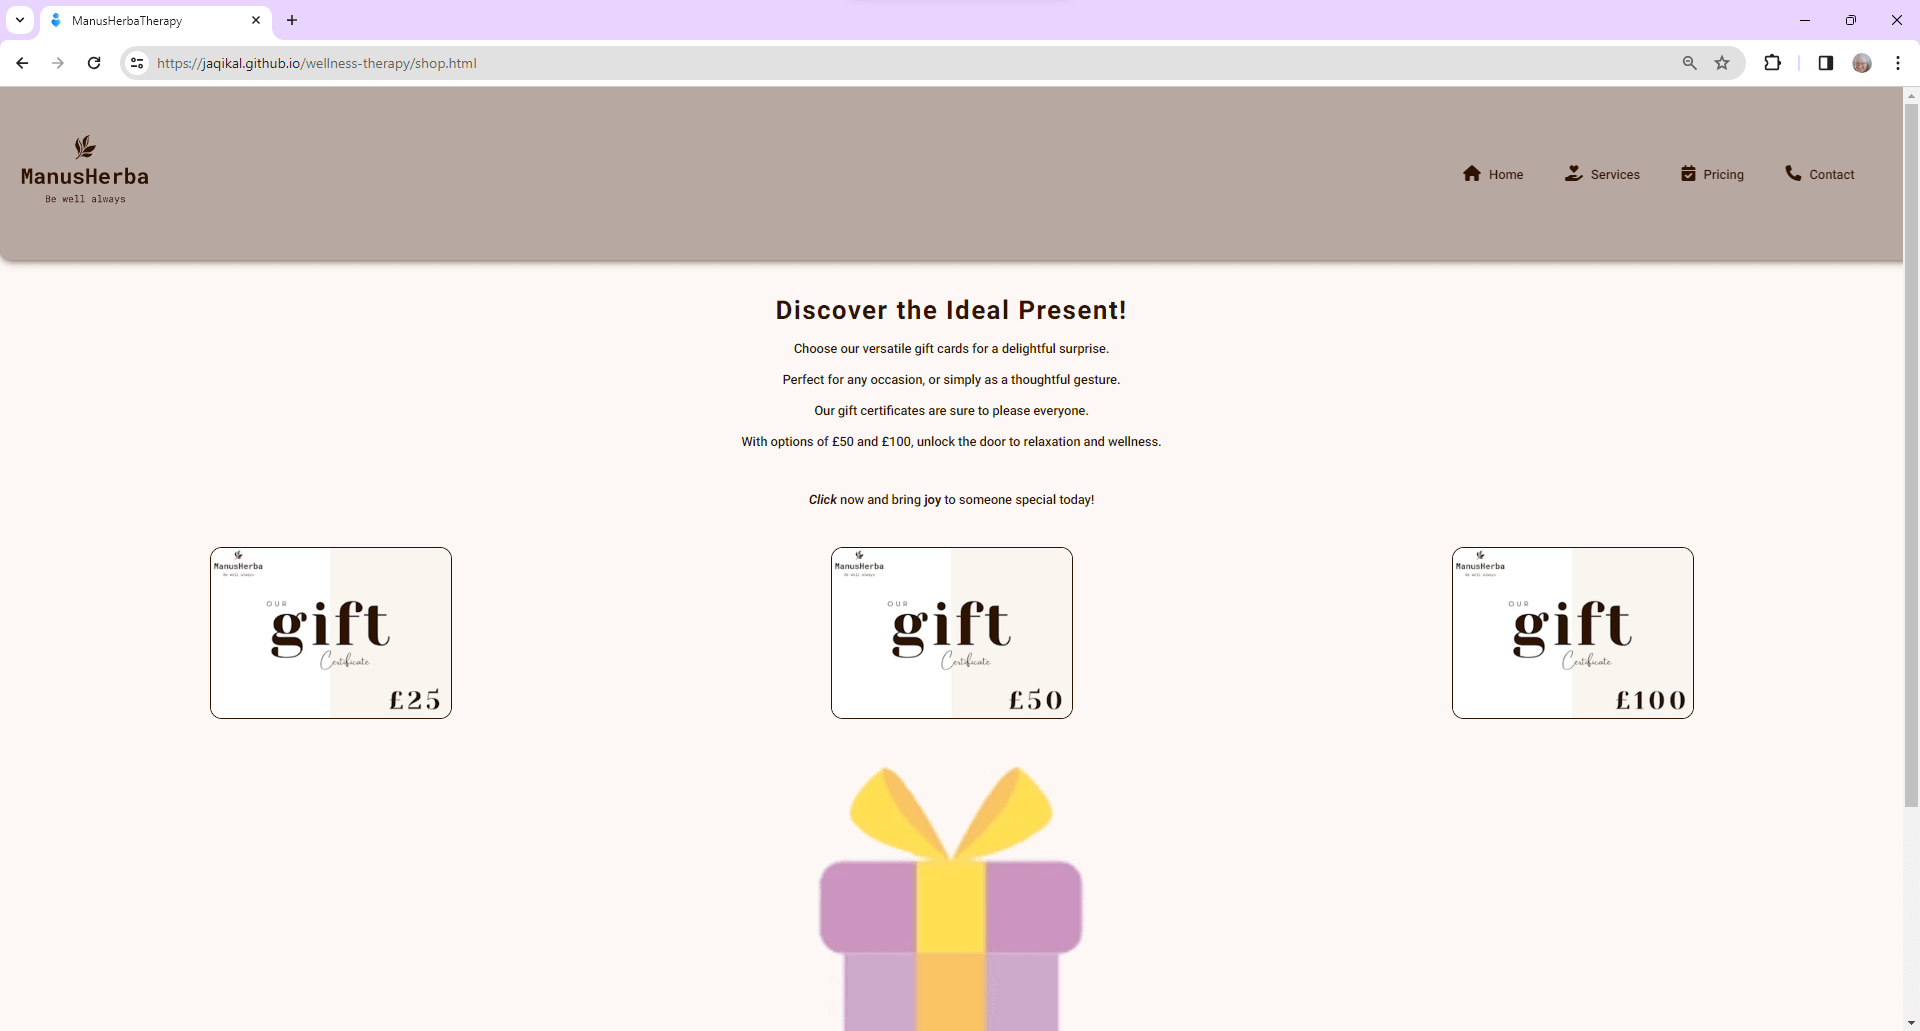 ManusHerbaTherapy
https://jaqikal.github.io/wellness-therapy/shop.html
ManusHerba
Be well always
Home
Services
Pricing
Contact
Discover the Ideal Present!
Choose our versatile gift cards for a delightful surprise.
Perfect for any occasion, or simply as a thoughtful gesture.
Our gift certificates are sure to please everyone.
With options of £50 and £100, unlock the door to relaxation and wellness.
Click now and bring joy to someone special today!
ManusHerba
Be well always
OUR
gift
Certificate
£25
ManusHerba
Be well always
OUR
gift
Certificate
£50
ManusHerba
Be well always
OUR
gift
Certificate
£100